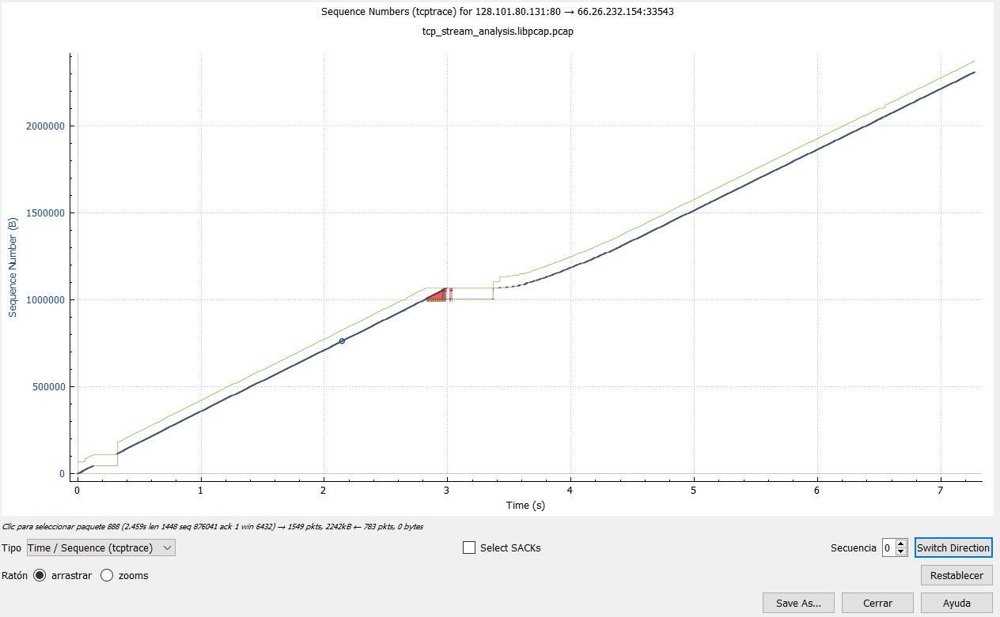 Sequence Numbers (tcptrace) for 128.101.80.131:80 → 66.26.232.154:33543
tcp_stream_analysis.libpcap.pcap
Sequence Number (B)
2000000
1500000
1000000
500000
0
0 1 2 3 4 5 6 7
Time (s)
Clic para seleccionar paquete 888 (2.459s len 1448 seq 876041 ack 1 win 6432) → 1549 pkts, 2242kB ← 783 pkts, 0 bytes
Tipo Time / Sequence (tcptrace) Select SACKs Secuencia 0 Switch Direction
Ratón arrastrar zooms Restablecer
Save As... Cerrar Ayuda